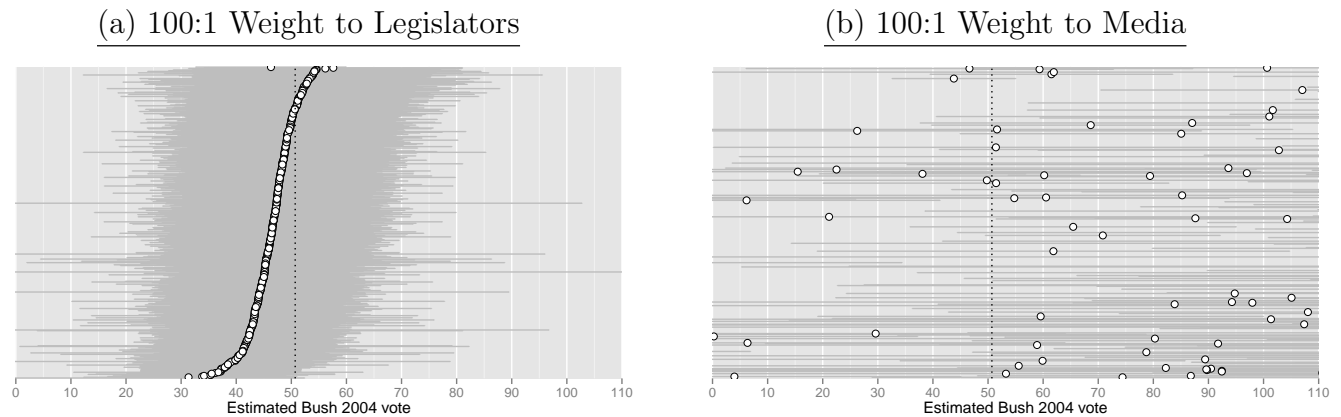 (a) 100:1 Weight to Legislators
0 10 20 30 40 50 60 70 80 90 100 110
Estimated Bush 2004 vote
(b) 100:1 Weight to Media
0 10 20 30 40 50 60 70 80 90 100 110
Estimated Bush 2004 vote